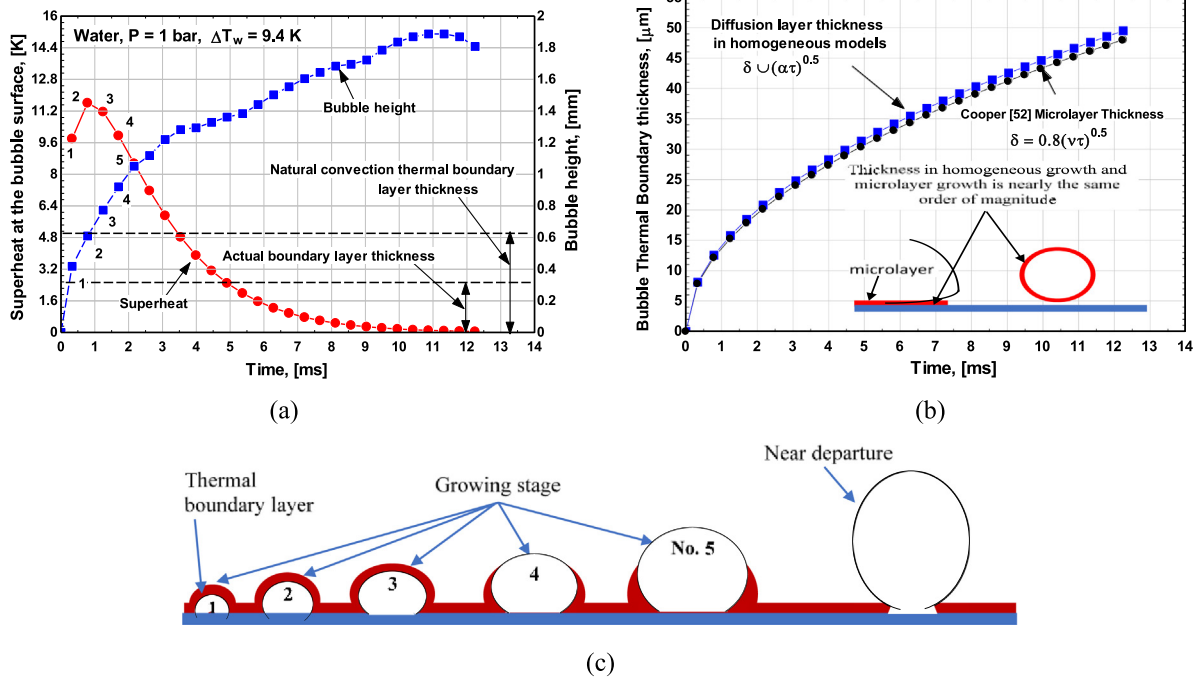 Water, P = 1 bar, ΔTw = 9.4 K
Superheat at the bubble surface, [K]
16
14.4
12.8
11.2
9.6
8
6.4
4.8
3.2
1.6
0
2
3
4
1
5
Bubble height
5
4
3
2
1
Natural convection thermal boundary
layer thickness
Actual boundary layer thickness
Superheat
2
1.8
1.6
1.4
1.2
1
0.8
0.6
0.4
0.2
0
Bubble height, [mm]
0 1 2 3 4 5 6 7 8 9 10 11 12 13 14
Time, [ms]
(a)
Bubble Thermal Boundary thickness, [μm]
50
45
40
35
30
25
20
15
10
5
0
Diffusion layer thickness
in homogeneous models
δ ∪ (ατ)^0.5
Cooper [52] Microlayer Thickness
δ = 0.8(ντ)^0.5
Thickness in homogeneous growth and
microlayer growth is nearly the same
order of magnitude
microlayer
0 1 2 3 4 5 6 7 8 9 10 11 12 13 14
Time, [ms]
(b)
Thermal
boundary layer
Growing stage
Near departure
1
2
3
4
No. 5
(c)